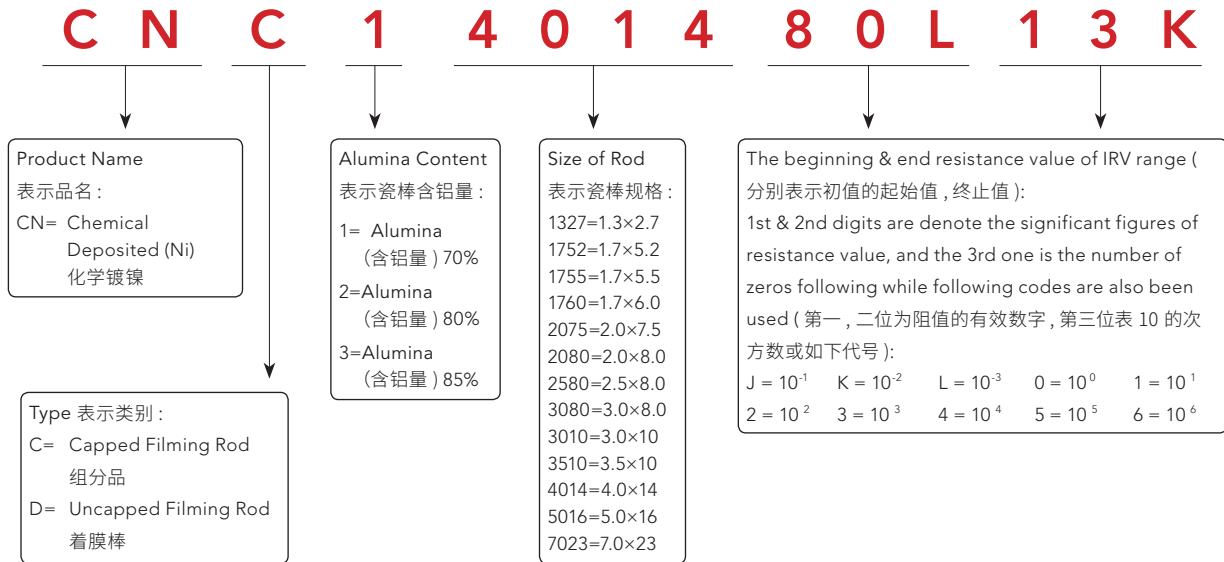 C N C 1 4 0 1 4 8 0 L 1 3 K
Product Name
表示品名 :
CN= Chemical
Deposited (Ni)
化学镀镍
Type 表示类别 :
C= Capped Filming Rod
组分品
D= Uncapped Filming Rod
着膜棒
Alumina Content
表示瓷棒含铝量 :
1= Alumina
(含铝量 ) 70%
2=Alumina
(含铝量 ) 80%
3=Alumina
(含铝量 ) 85%
Size of Rod
表示瓷棒规格 :
1327=1.3×2.7
1752=1.7×5.2
1755=1.7×5.5
1760=1.7×6.0
2075=2.0×7.5
2080=2.0×8.0
2580=2.5×8.0
3080=3.0×8.0
3010=3.0×10
3510=3.5×10
4014=4.0×14
5016=5.0×16
7023=7.0×23
The beginning & end resistance value of IRV range (
分别表示初值的起始值 , 终止值 ):
1st & 2nd digits are denote the significant figures of
resistance value, and the 3rd one is the number of
zeros following while following codes are also been
used ( 第一 , 二位为阻值的有效数字 , 第三位表 10 的次
方数或如下代号 ):
J = 10⁻¹ K = 10⁻² L = 10⁻³ 0 = 10⁰ 1 = 10¹
2 = 10² 3 = 10³ 4 = 10⁴ 5 = 10⁵ 6 = 10⁶